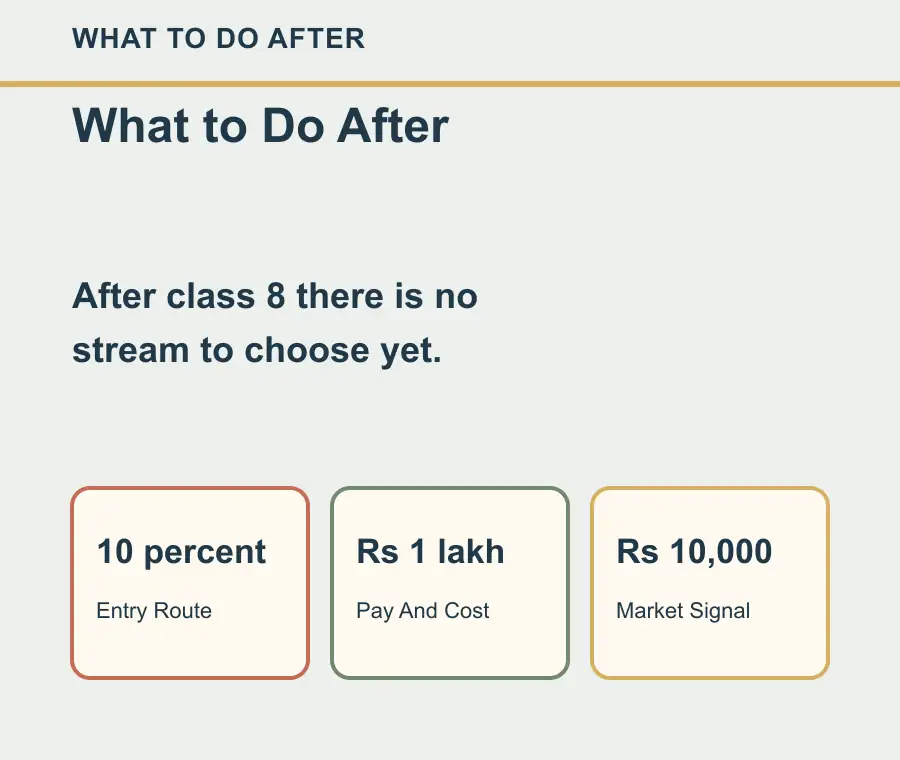 WHAT TO DO AFTER
What to Do After
After class 8 there is no
stream to choose yet.
10 percent
Entry Route
Rs 1 lakh
Pay And Cost
Rs 10,000
Market Signal